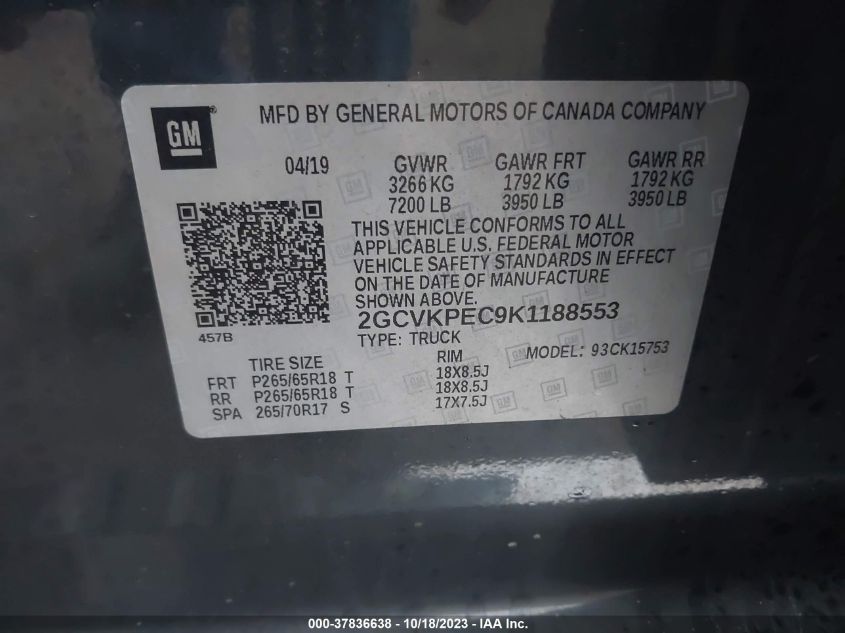 GM
MFD BY GENERAL MOTORS OF CANADA COMPANY
04/19 GVWR GAWR FRT GAWR RR
3266 KG 1792 KG 1792 KG
7200 LB 3950 LB 3950 LB
THIS VEHICLE CONFORMS TO ALL
APPLICABLE U.S. FEDERAL MOTOR
VEHICLE SAFETY STANDARDS IN EFFECT
ON THE DATE OF MANUFACTURE
SHOWN ABOVE.
2GCVKPEC9K1188553
457B
TYPE: TRUCK
TIRE SIZE RIM MODEL: 93CK15753
FRT P265/65R18 T 18X8.5J
RR P265/65R18 T 18X8.5J
SPA 265/70R17 S 17X7.5J
000-37836638 - 10/18/2023 - IAA Inc.